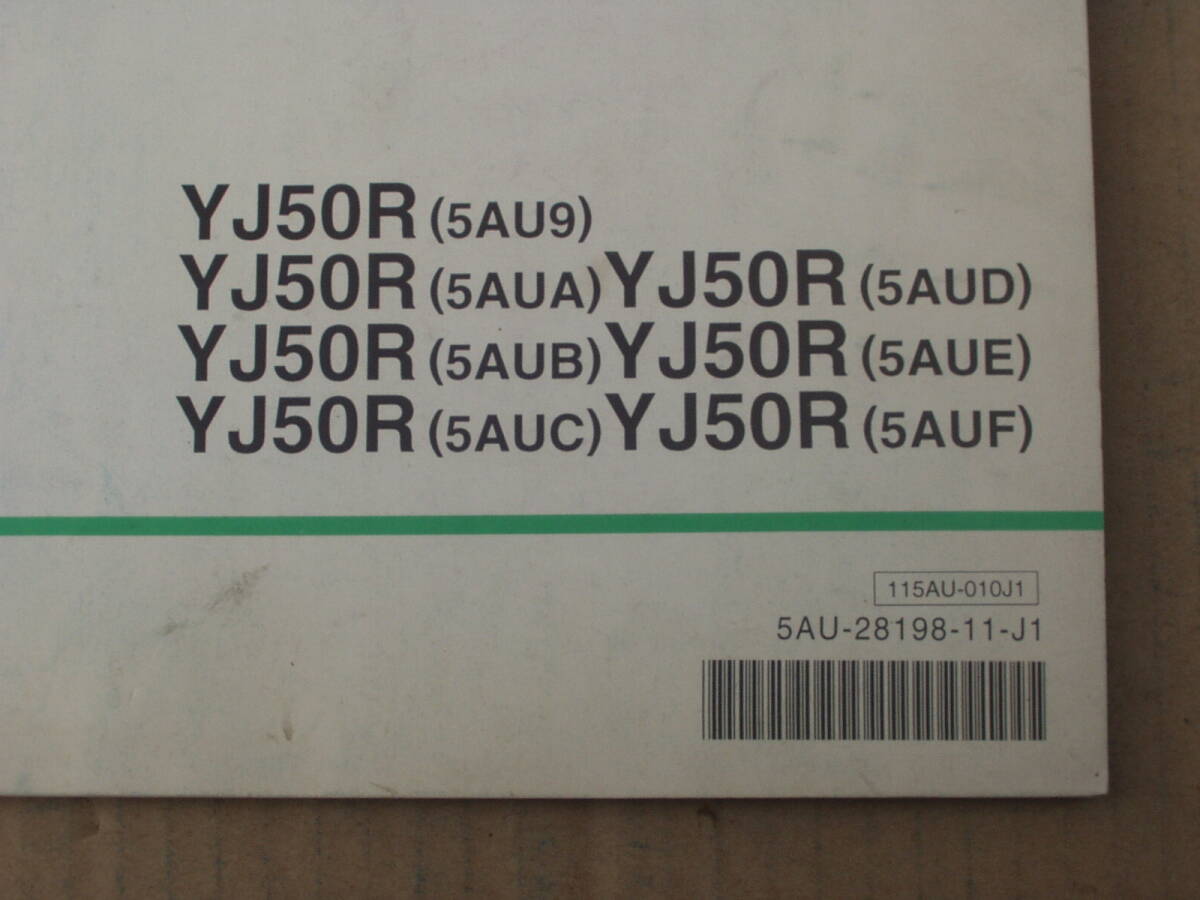 YJ50R (5AU9)
YJ50R (5AUA) YJ50R (5AUD)
YJ50R (5AUB) YJ50R (5AUE)
YJ50R (5AUC) YJ50R (5AUF)
115AU-010J1
5AU-28198-11-J1